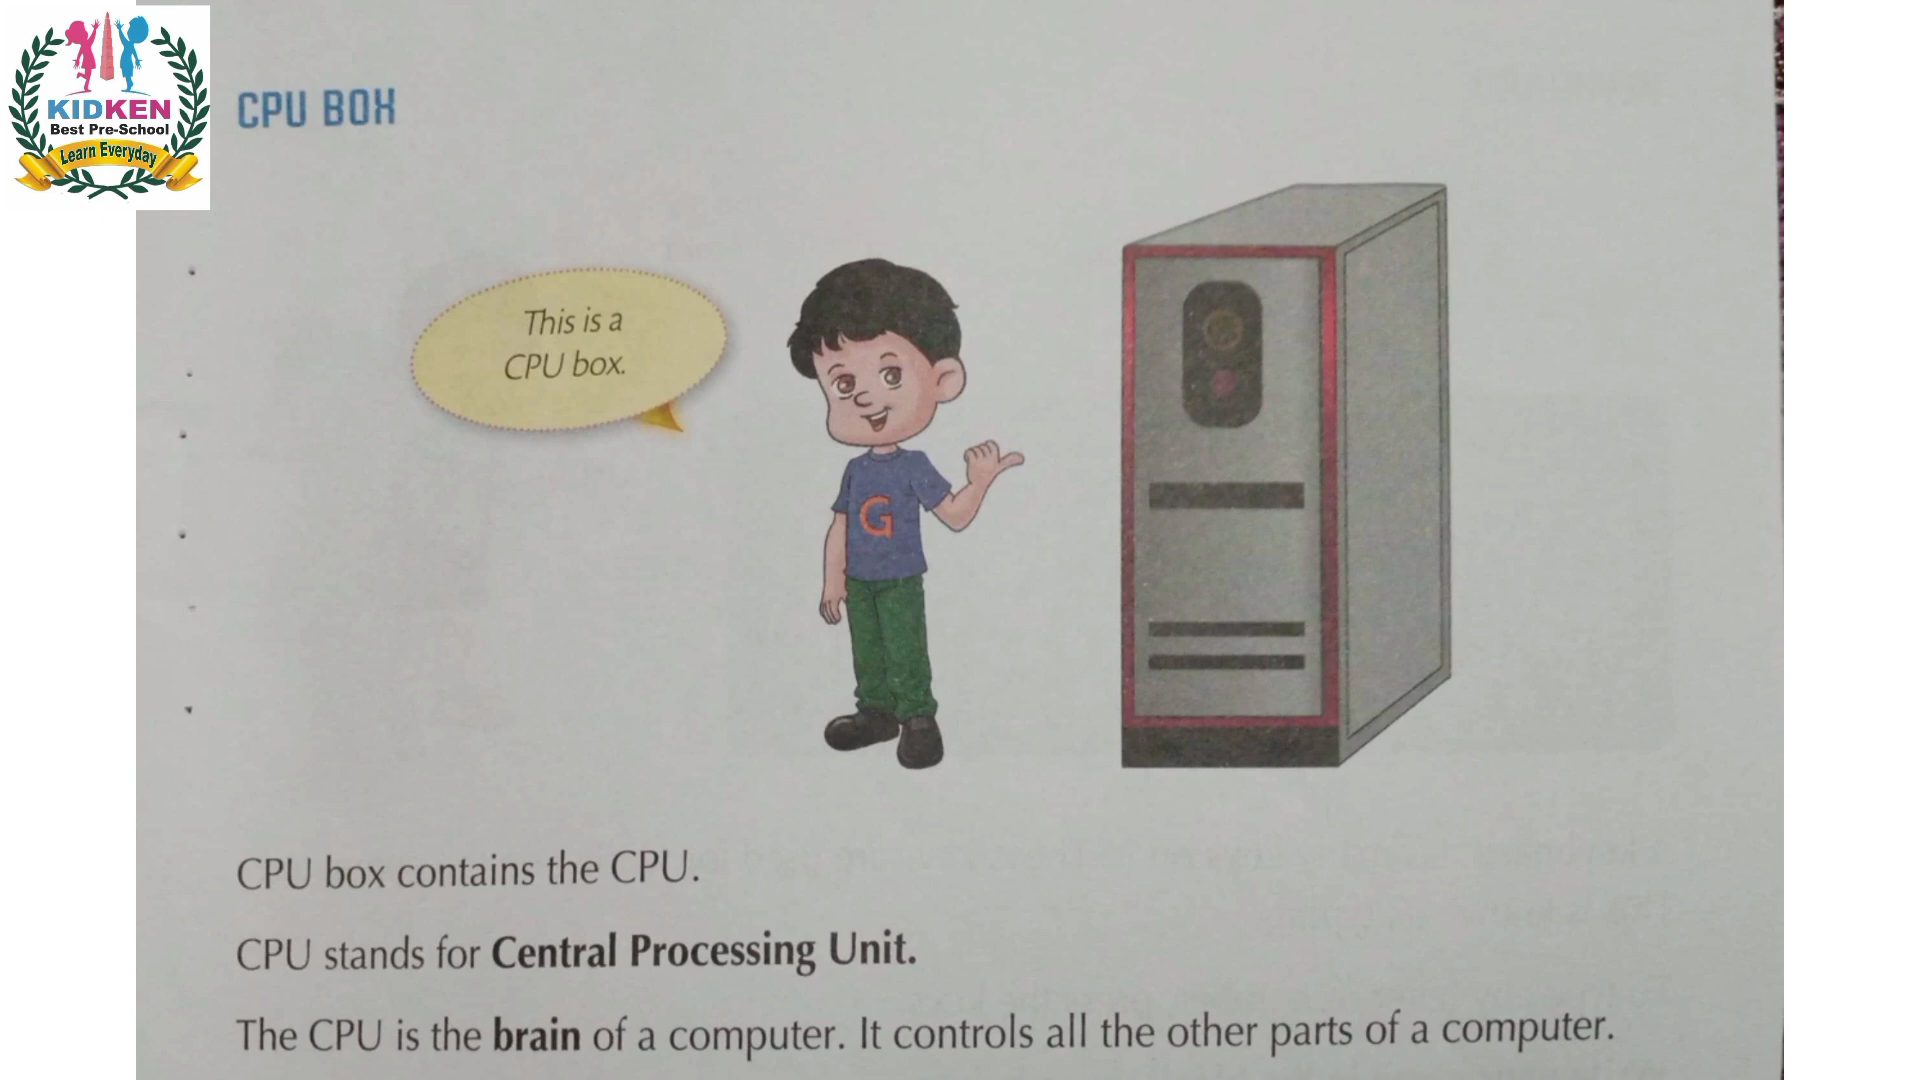 KIDKEN
Best Pre-School
Learn Everyday
CPU BOX
This is a
CPU box.
G
CPU box contains the CPU.
CPU stands for Central Processing Unit.
The CPU is the brain of a computer. It controls all the other parts of a computer.